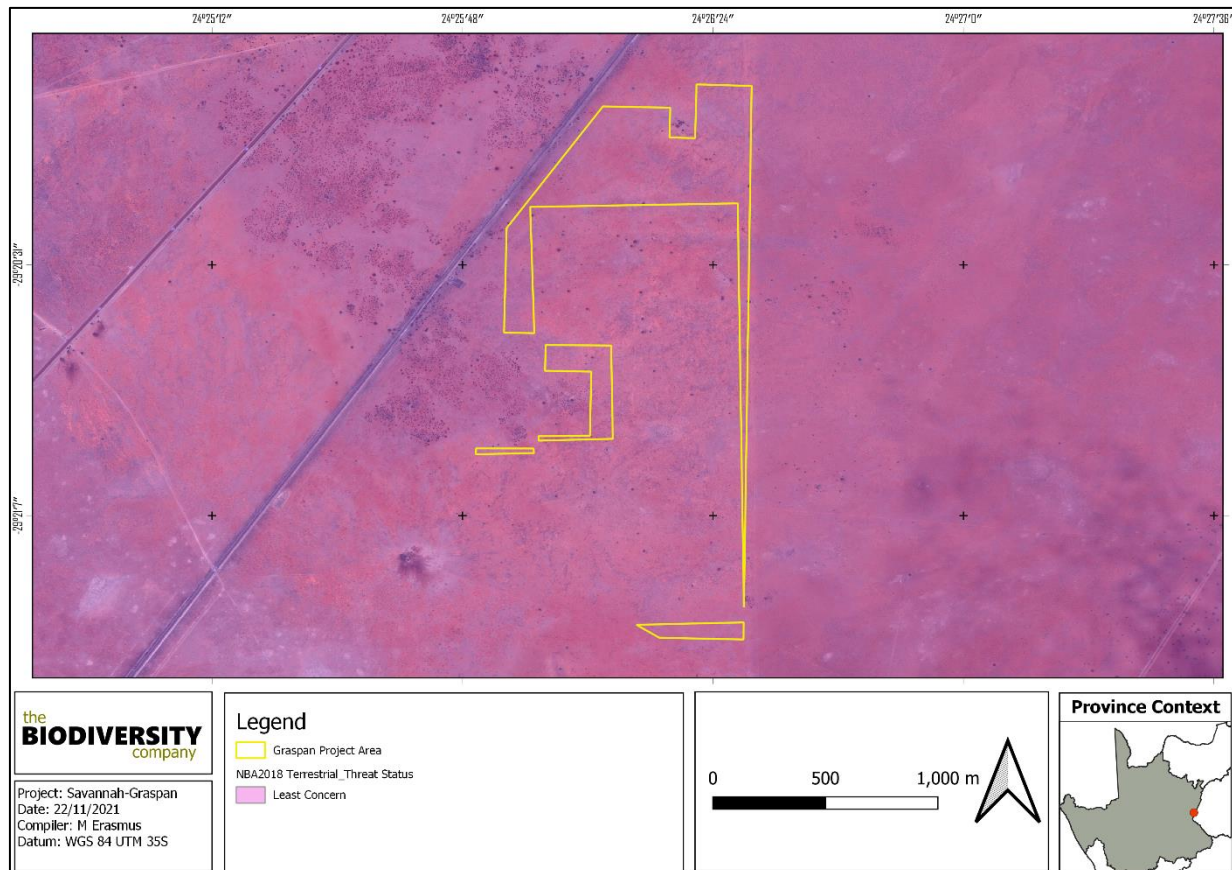 24°25′12″ 24°25′48″ 24°26′24″ 24°27′0″ 24°27′36″
-29°20′31″
-29°21′7″
the
BIODIVERSITY
company
Project: Savannah-Graspan
Date: 22/11/2021
Compiler: M Erasmus
Datum: WGS 84 UTM 35S
Legend
Graspan Project Area
NBA2018 Terrestrial_Threat Status
Least Concern
0 500 1,000 m
Province Context